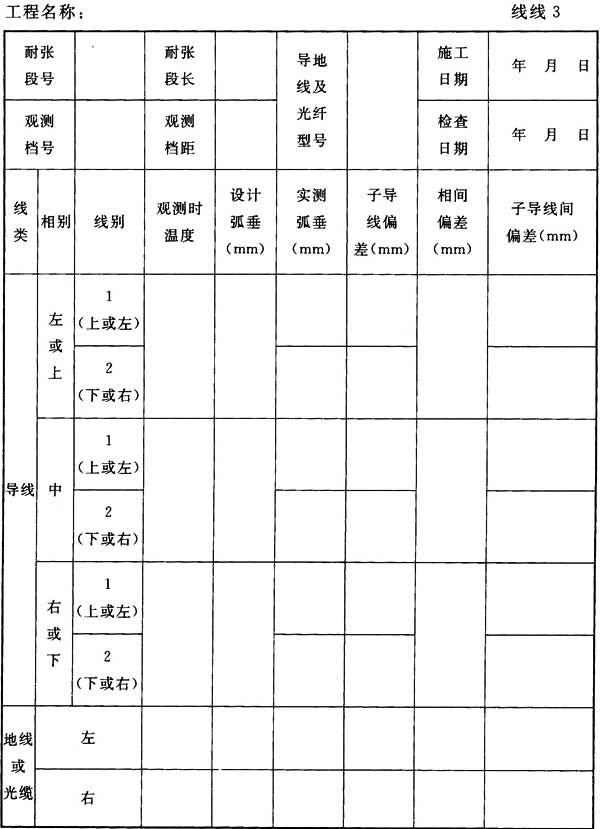 工程名称： 线线3
耐张段号 耐张段长 导地线及光纤型号 施工日期 年 月 日
观测档号 观测档距 检查日期 年 月 日
线类 相别 线别 观测时温度 设计弧垂(mm) 实测弧垂(mm) 子导线偏差(mm) 相间偏差(mm) 子导线间偏差(mm)
导线 左或上 1(上或左)
2(下或右)
中 1(上或左)
2(下或右)
右或下 1(上或左)
2(下或右)
地线或光缆 左
右